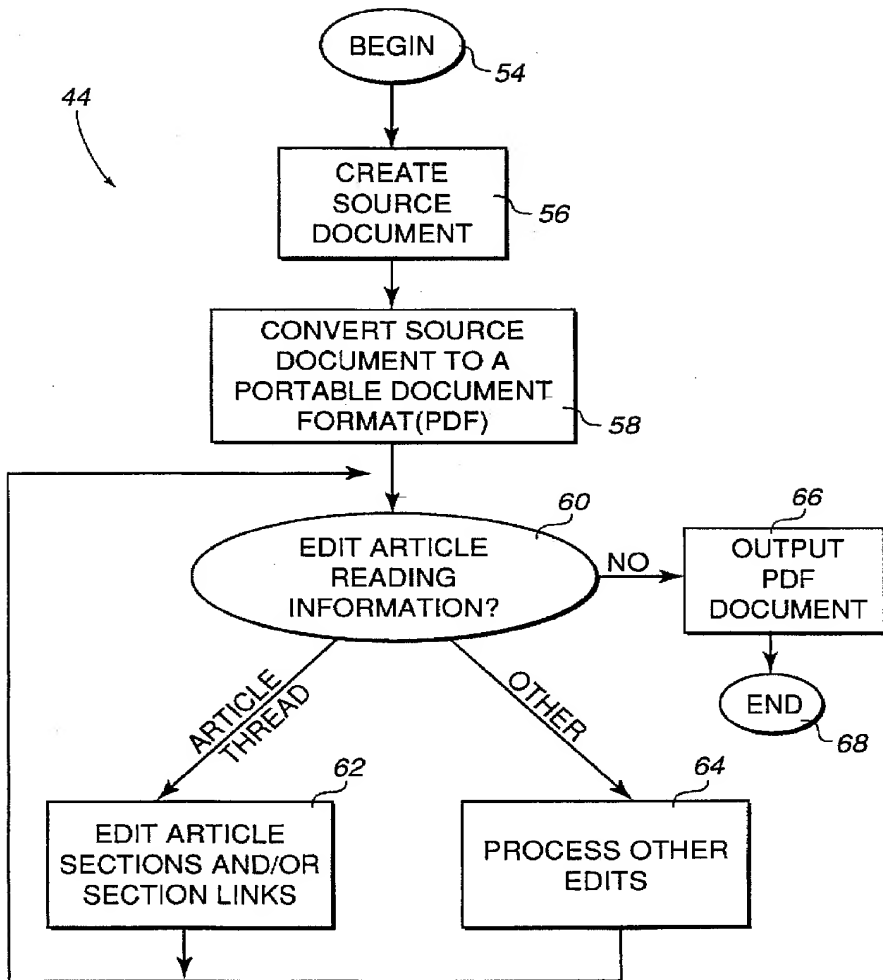 BEGIN
54
44
CREATE
SOURCE
DOCUMENT
56
CONVERT SOURCE
DOCUMENT TO A
PORTABLE DOCUMENT
FORMAT(PDF)
58
60
EDIT ARTICLE
READING
INFORMATION?
NO
66
OUTPUT
PDF
DOCUMENT
END
68
ARTICLE
THREAD
OTHER
62
EDIT ARTICLE
SECTIONS AND/OR
SECTION LINKS
64
PROCESS OTHER
EDITS